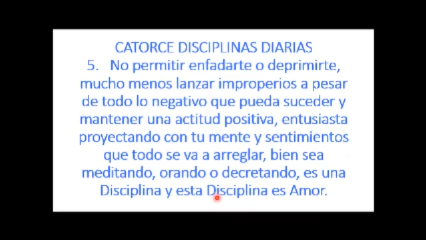 CATORCE DISCIPLINAS DIARIAS
5. No permitir enfadarte o deprimirte,
mucho menos lanzar improperios a pesar
de todo lo negativo que pueda suceder y
mantener una actitud positiva, entusiasta
proyectando con tu mente y sentimientos
que todo se va a arreglar, bien sea
meditando, orando o decretando, es una
Disciplina y esta Disciplina es Amor.